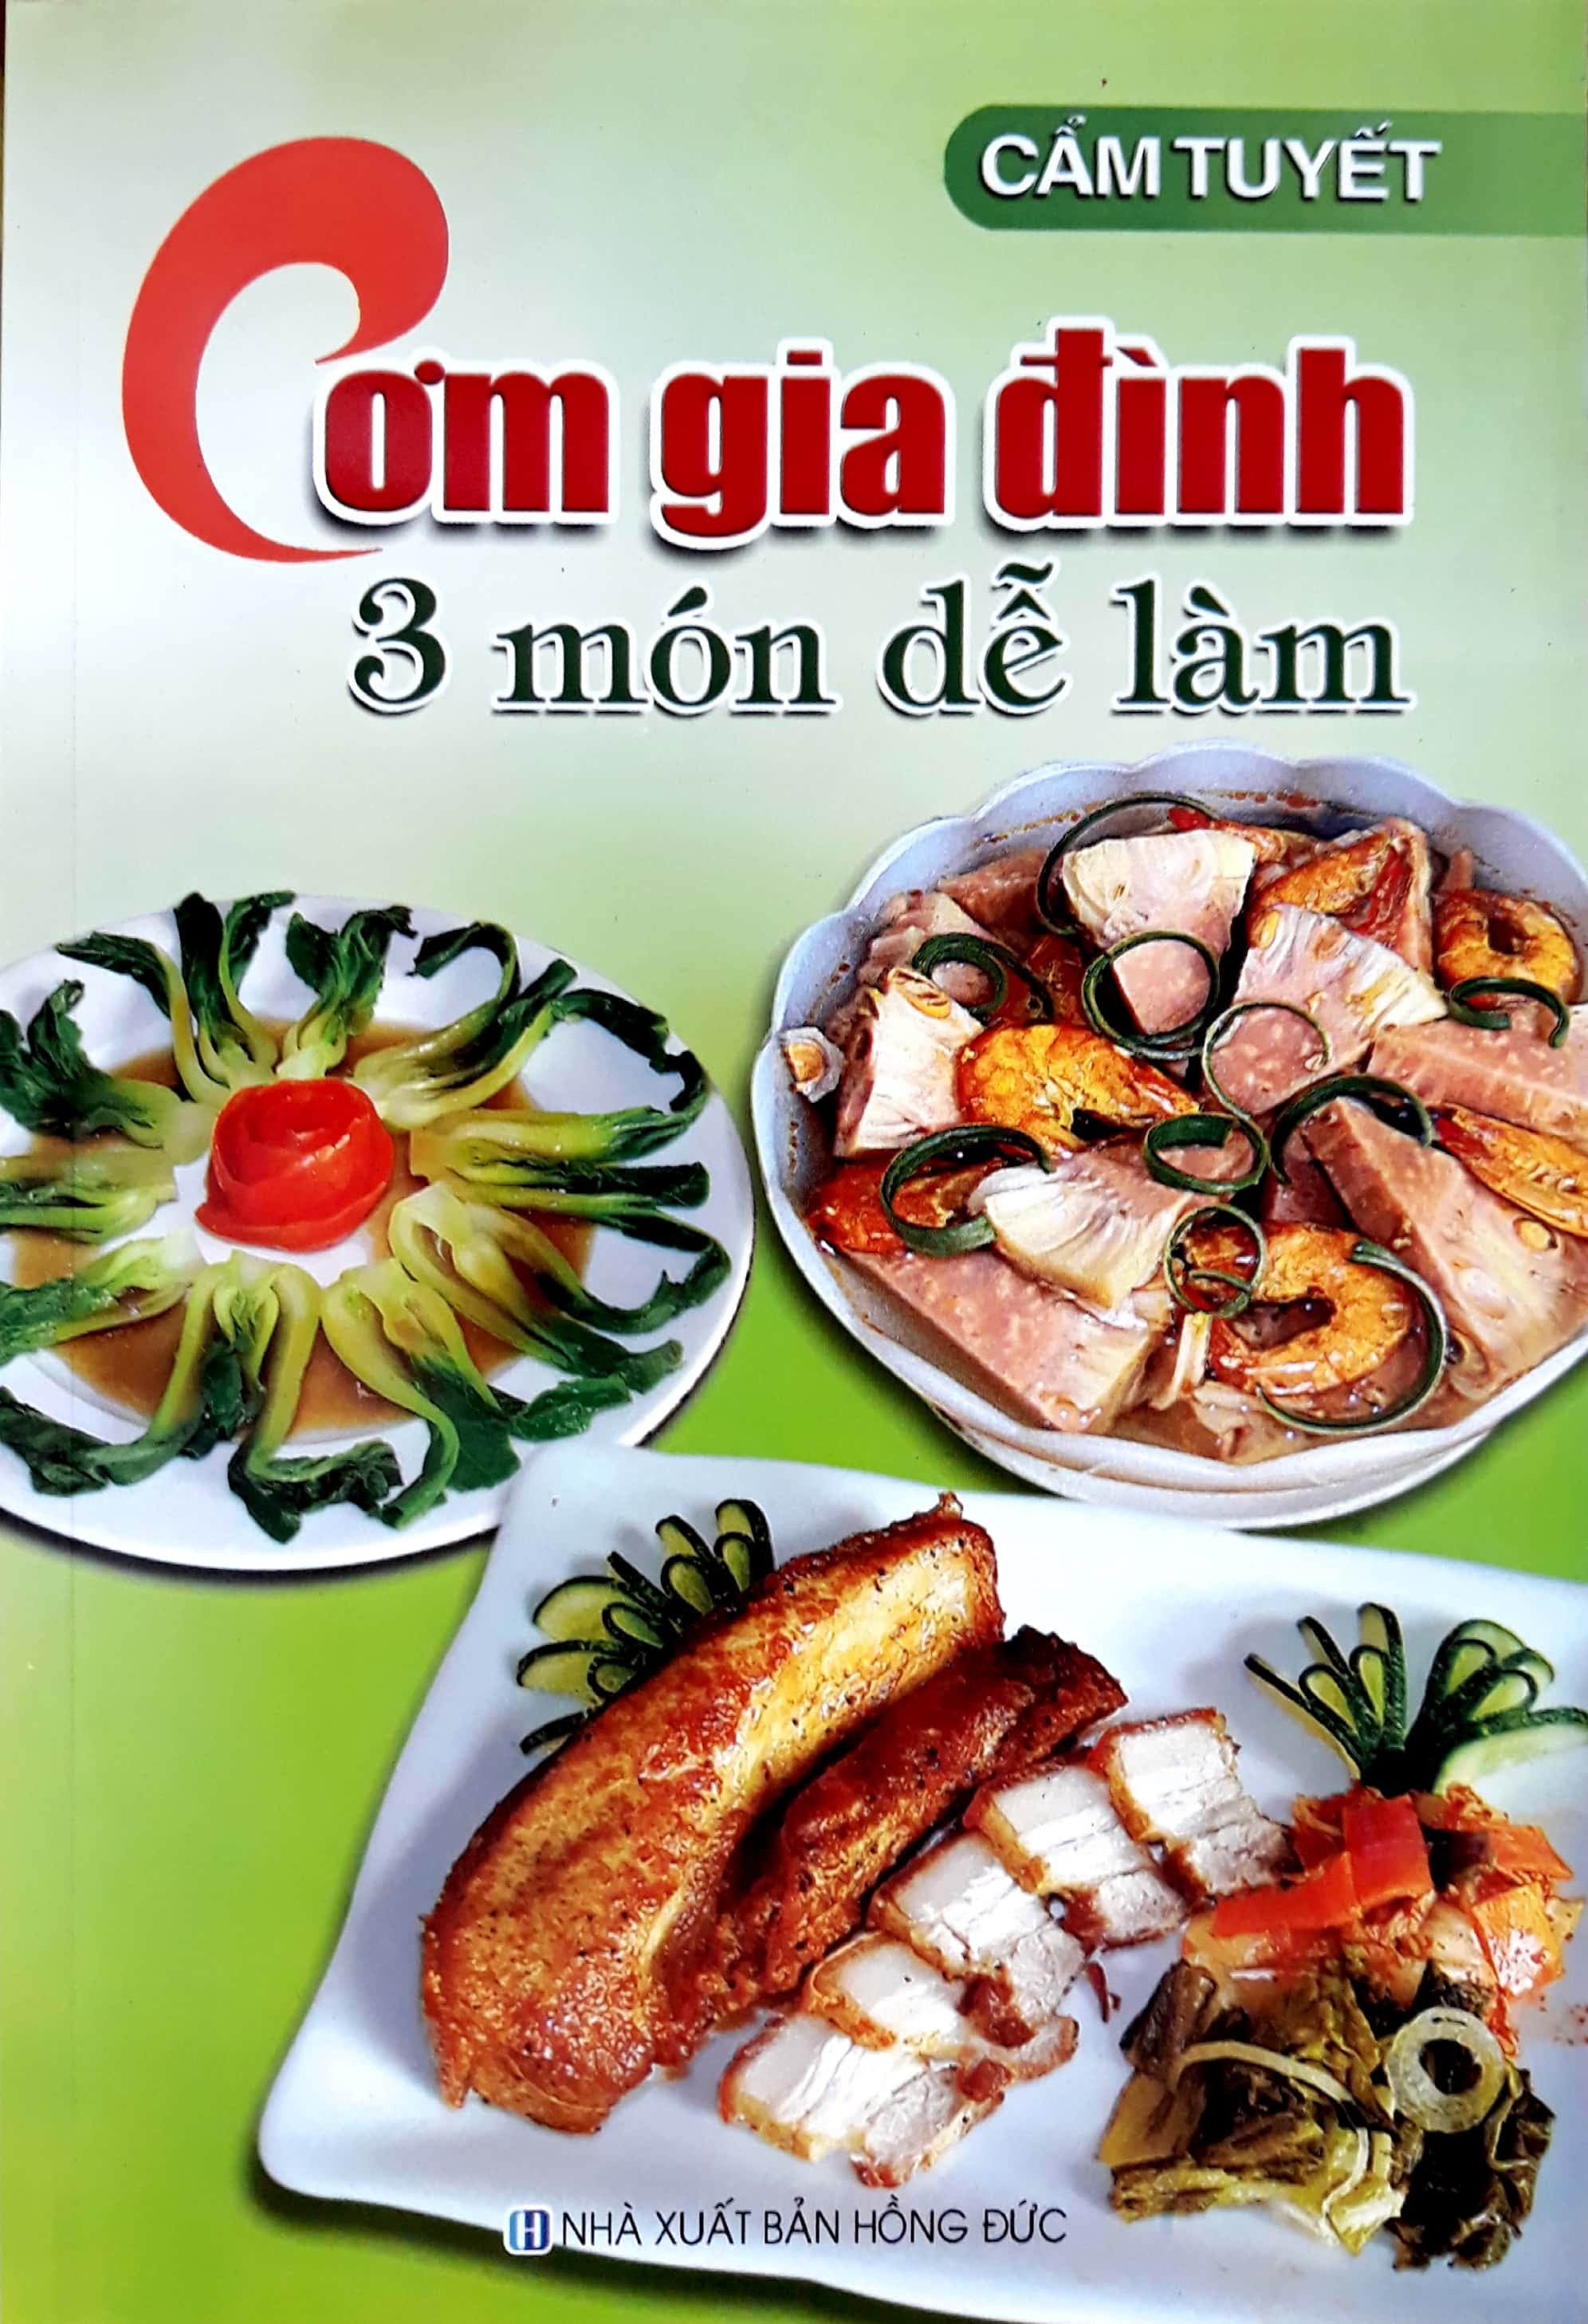 CẨM TUYẾT
Cơm gia đình
3 món dễ làm
NHÀ XUẤT BẢN HỒNG ĐỨC